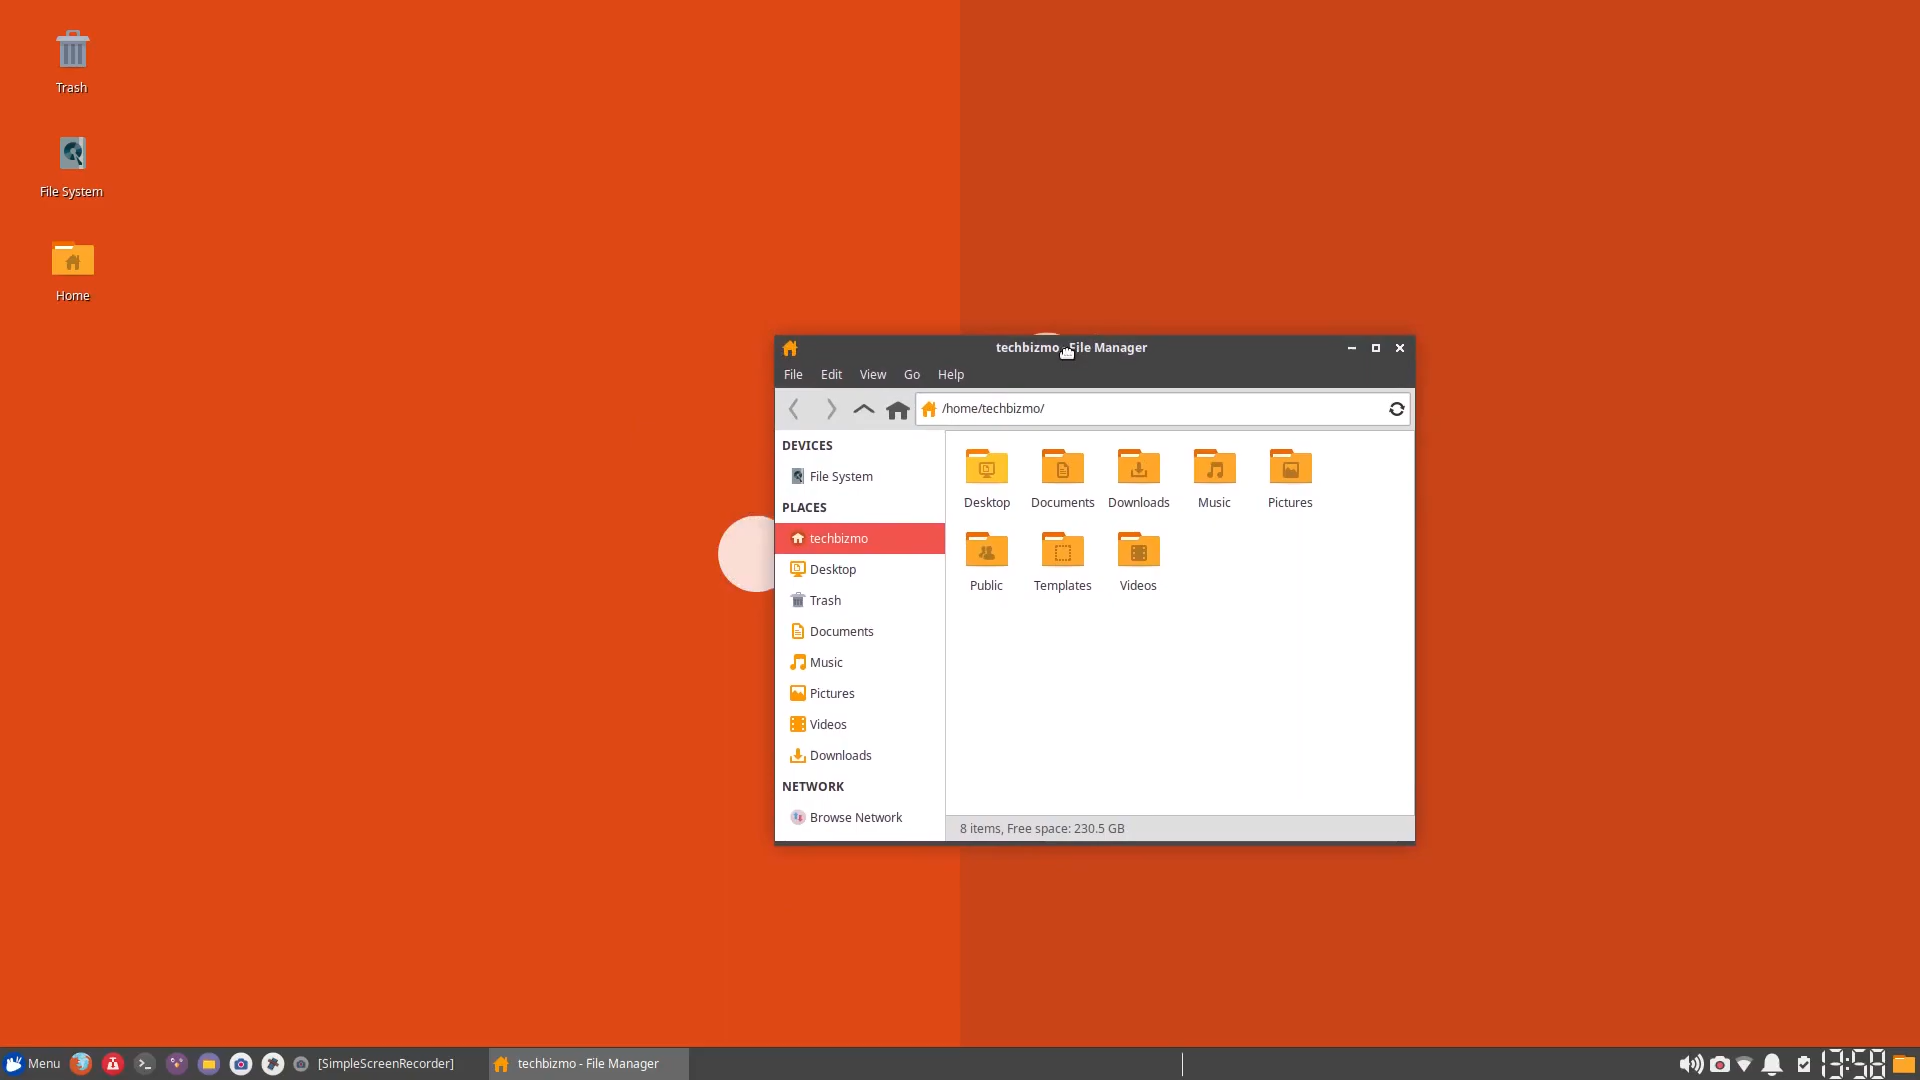 Trash
File System
Home
techbizmo - File Manager
File Edit View Go Help
/home/techbizmo/
DEVICES
File System
PLACES
techbizmo
Desktop
Trash
Documents
Music
Pictures
Videos
Downloads
NETWORK
Browse Network
Desktop Documents Downloads Music Pictures
Public Templates Videos
8 items, Free space: 230.5 GB
Menu [SimpleScreenRecorder] techbizmo - File Manager 13:58